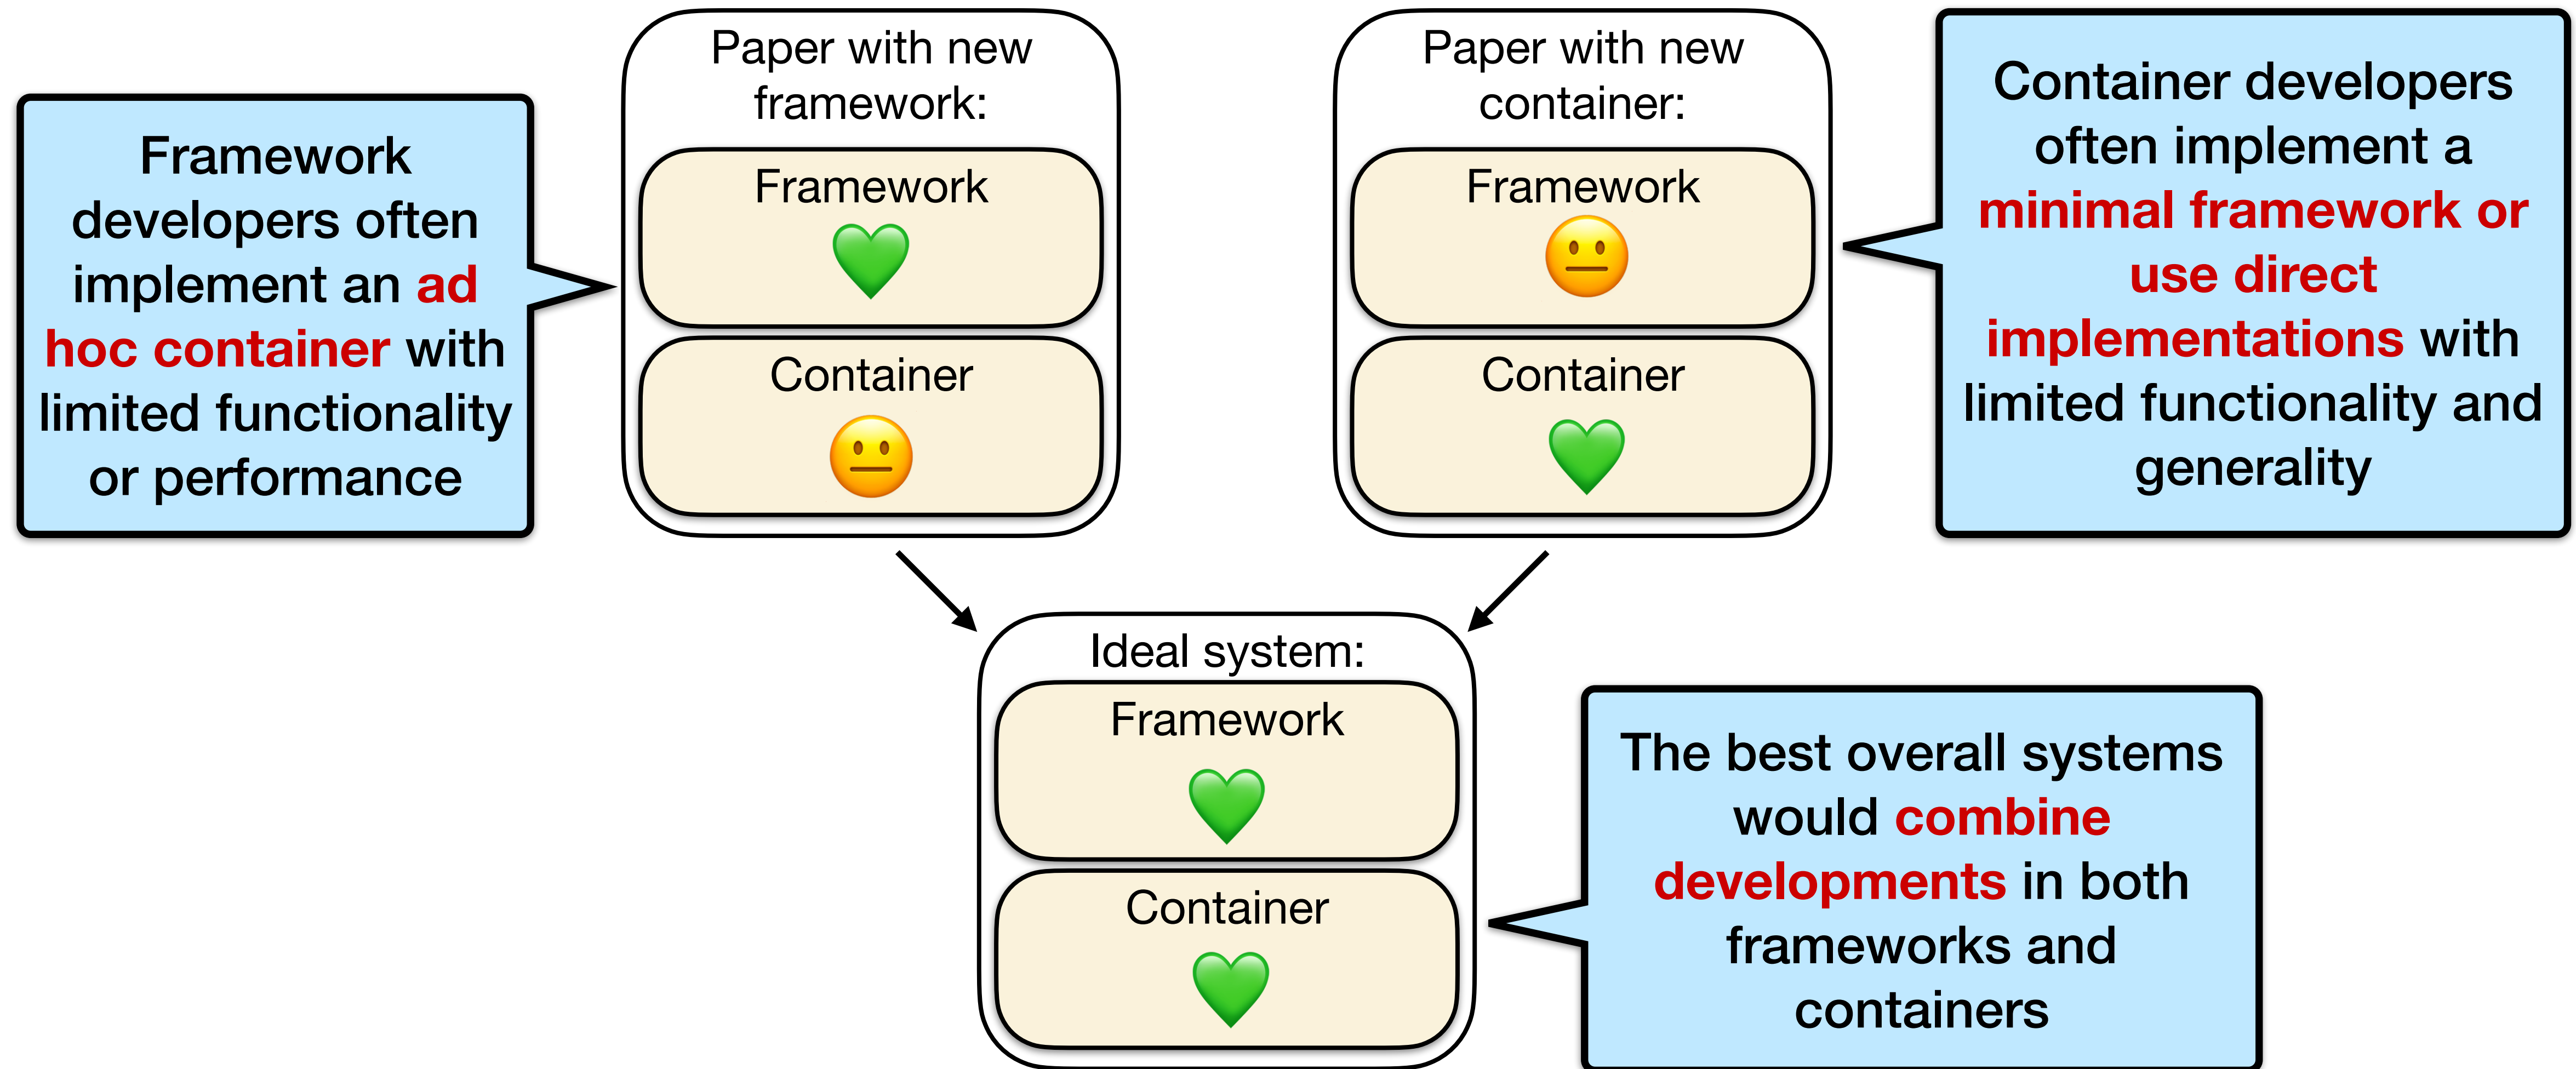 Framework
developers often
implement an ad
hoc container with
limited functionality
or performance
Paper with new
framework:
Framework
Container
Paper with new
container:
Framework
Container
Container developers
often implement a
minimal framework or
use direct
implementations with
limited functionality and
generality
Ideal system:
Framework
Container
The best overall systems
would combine
developments in both
frameworks and
containers